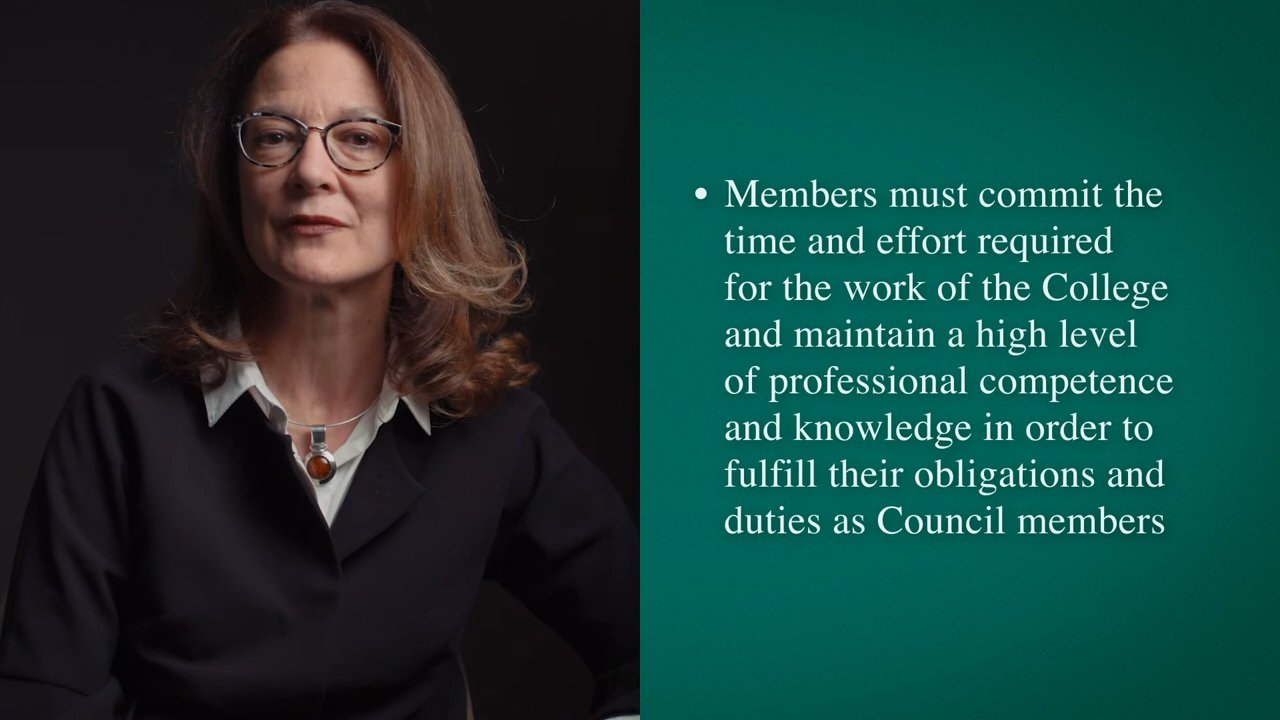 • Members must commit the
time and effort required
for the work of the College
and maintain a high level
of professional competence
and knowledge in order to
fulfill their obligations and
duties as Council members